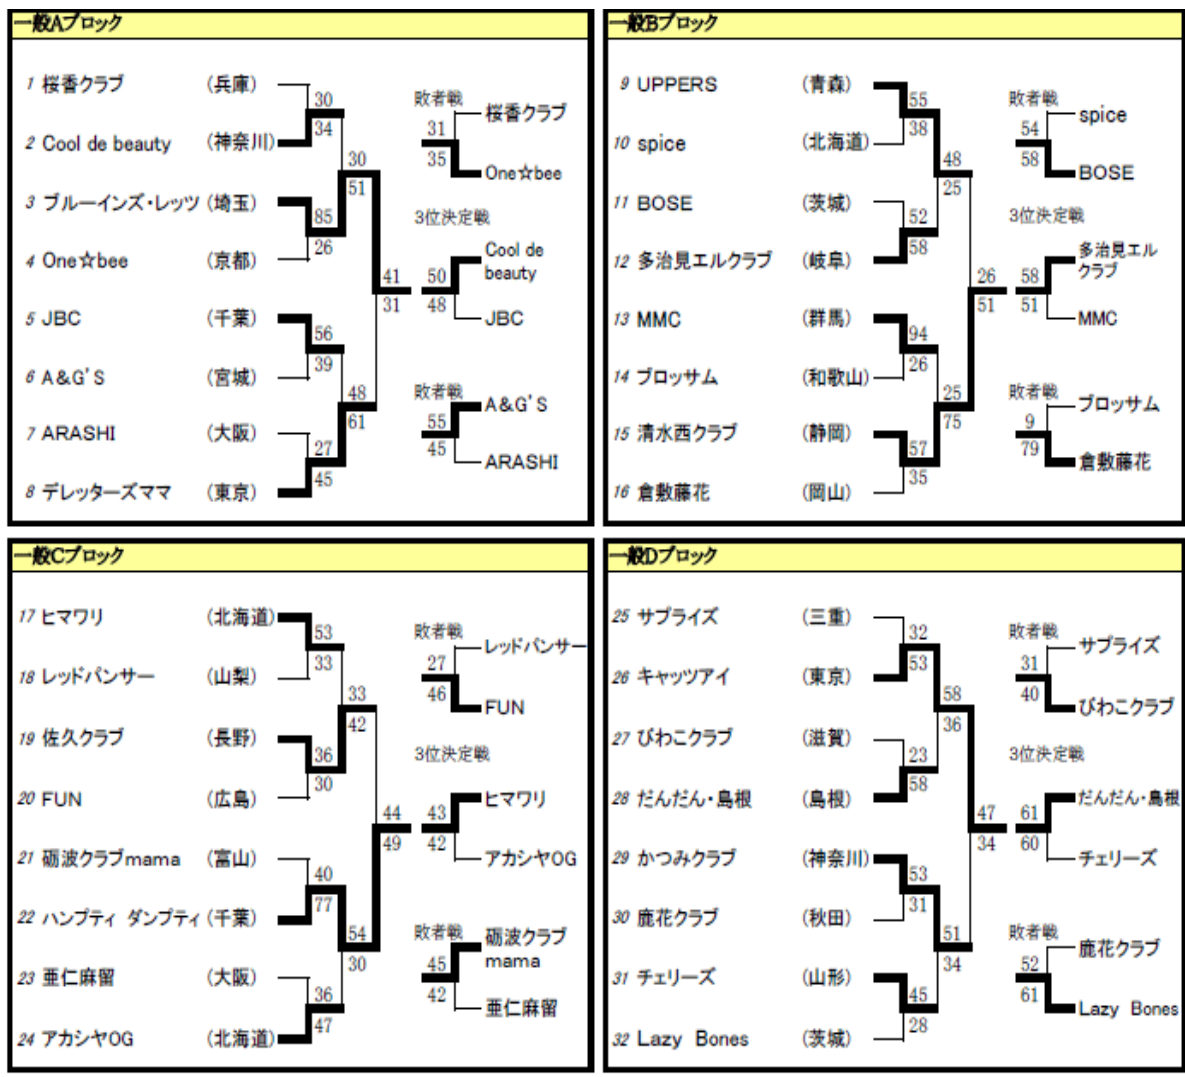 一般Aブロック
1 桜香クラブ (兵庫)
2 Cool de beauty (神奈川)
3 ブルーインズ・レッツ (埼玉)
4 One☆bee (京都)
5 JBC (千葉)
6 A&G'S (宮城)
7 ARASHI (大阪)
8 デレッターズママ (東京)
30
34
85
26
56
39
27
45
30
51
48
61
41
31
敗者戦
桜香クラブ
31
35
One☆bee
3位決定戦
Cool de
beauty
50
48
JBC
敗者戦
A&G'S
55
45
ARASHI
一般Bブロック
9 UPPERS (青森)
10 spice (北海道)
11 BOSE (茨城)
12 多治見エルクラブ (岐阜)
13 MMC (群馬)
14 ブロッサム (和歌山)
15 清水西クラブ (静岡)
16 倉敷藤花 (岡山)
55
38
52
58
94
26
57
35
48
25
25
75
26
51
敗者戦
spice
54
58
BOSE
3位決定戦
多治見エル
クラブ
58
51
MMC
敗者戦
ブロッサム
9
79
倉敷藤花
一般Cブロック
17 ヒマワリ (北海道)
18 レッドパンサー (山梨)
19 佐久クラブ (長野)
20 FUN (広島)
21 砺波クラブmama (富山)
22 ハンプティ ダンプティ (千葉)
23 亜仁麻留 (大阪)
24 アカシヤOG (北海道)
53
33
36
30
40
77
36
47
33
42
54
30
44
49
敗者戦
レッドパンサー
27
46
FUN
3位決定戦
ヒマワリ
43
42
アカシヤOG
敗者戦
砺波クラブ
mama
45
42
亜仁麻留
一般Dブロック
25 サプライズ (三重)
26 キャッツアイ (東京)
27 びわこクラブ (滋賀)
28 だんだん・島根 (島根)
29 かつみクラブ (神奈川)
30 鹿花クラブ (秋田)
31 チェリーズ (山形)
32 Lazy Bones (茨城)
32
53
23
58
53
31
45
28
58
36
51
34
47
34
敗者戦
サプライズ
31
40
びわこクラブ
3位決定戦
だんだん・島根
61
60
チェリーズ
敗者戦
鹿花クラブ
52
61
Lazy Bones